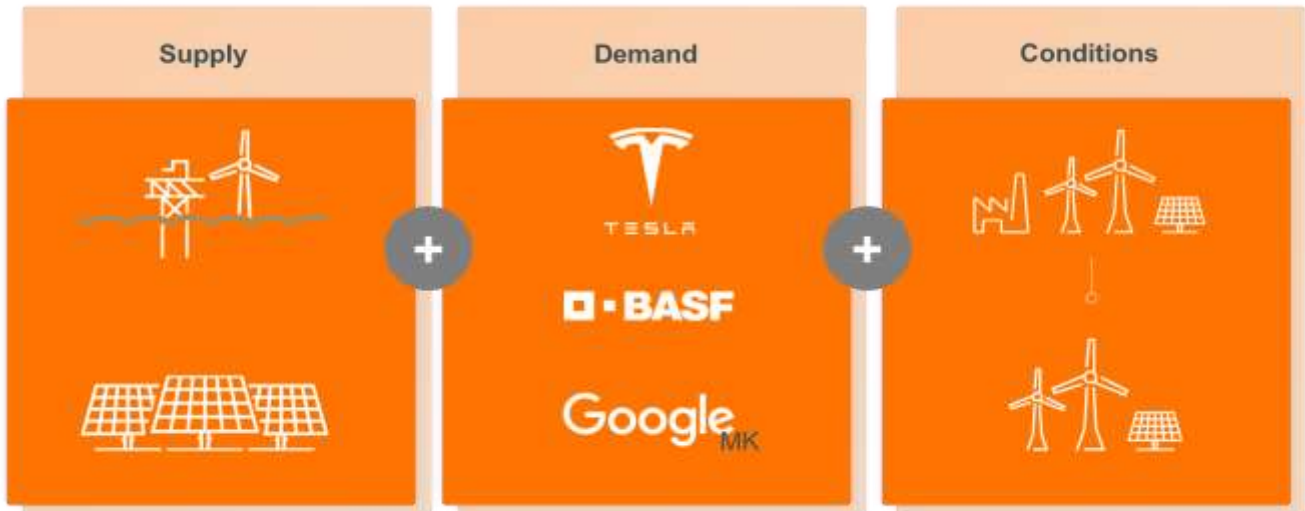 Supply
Demand
Conditions
TESLA
+
+
BASF
Google
MK